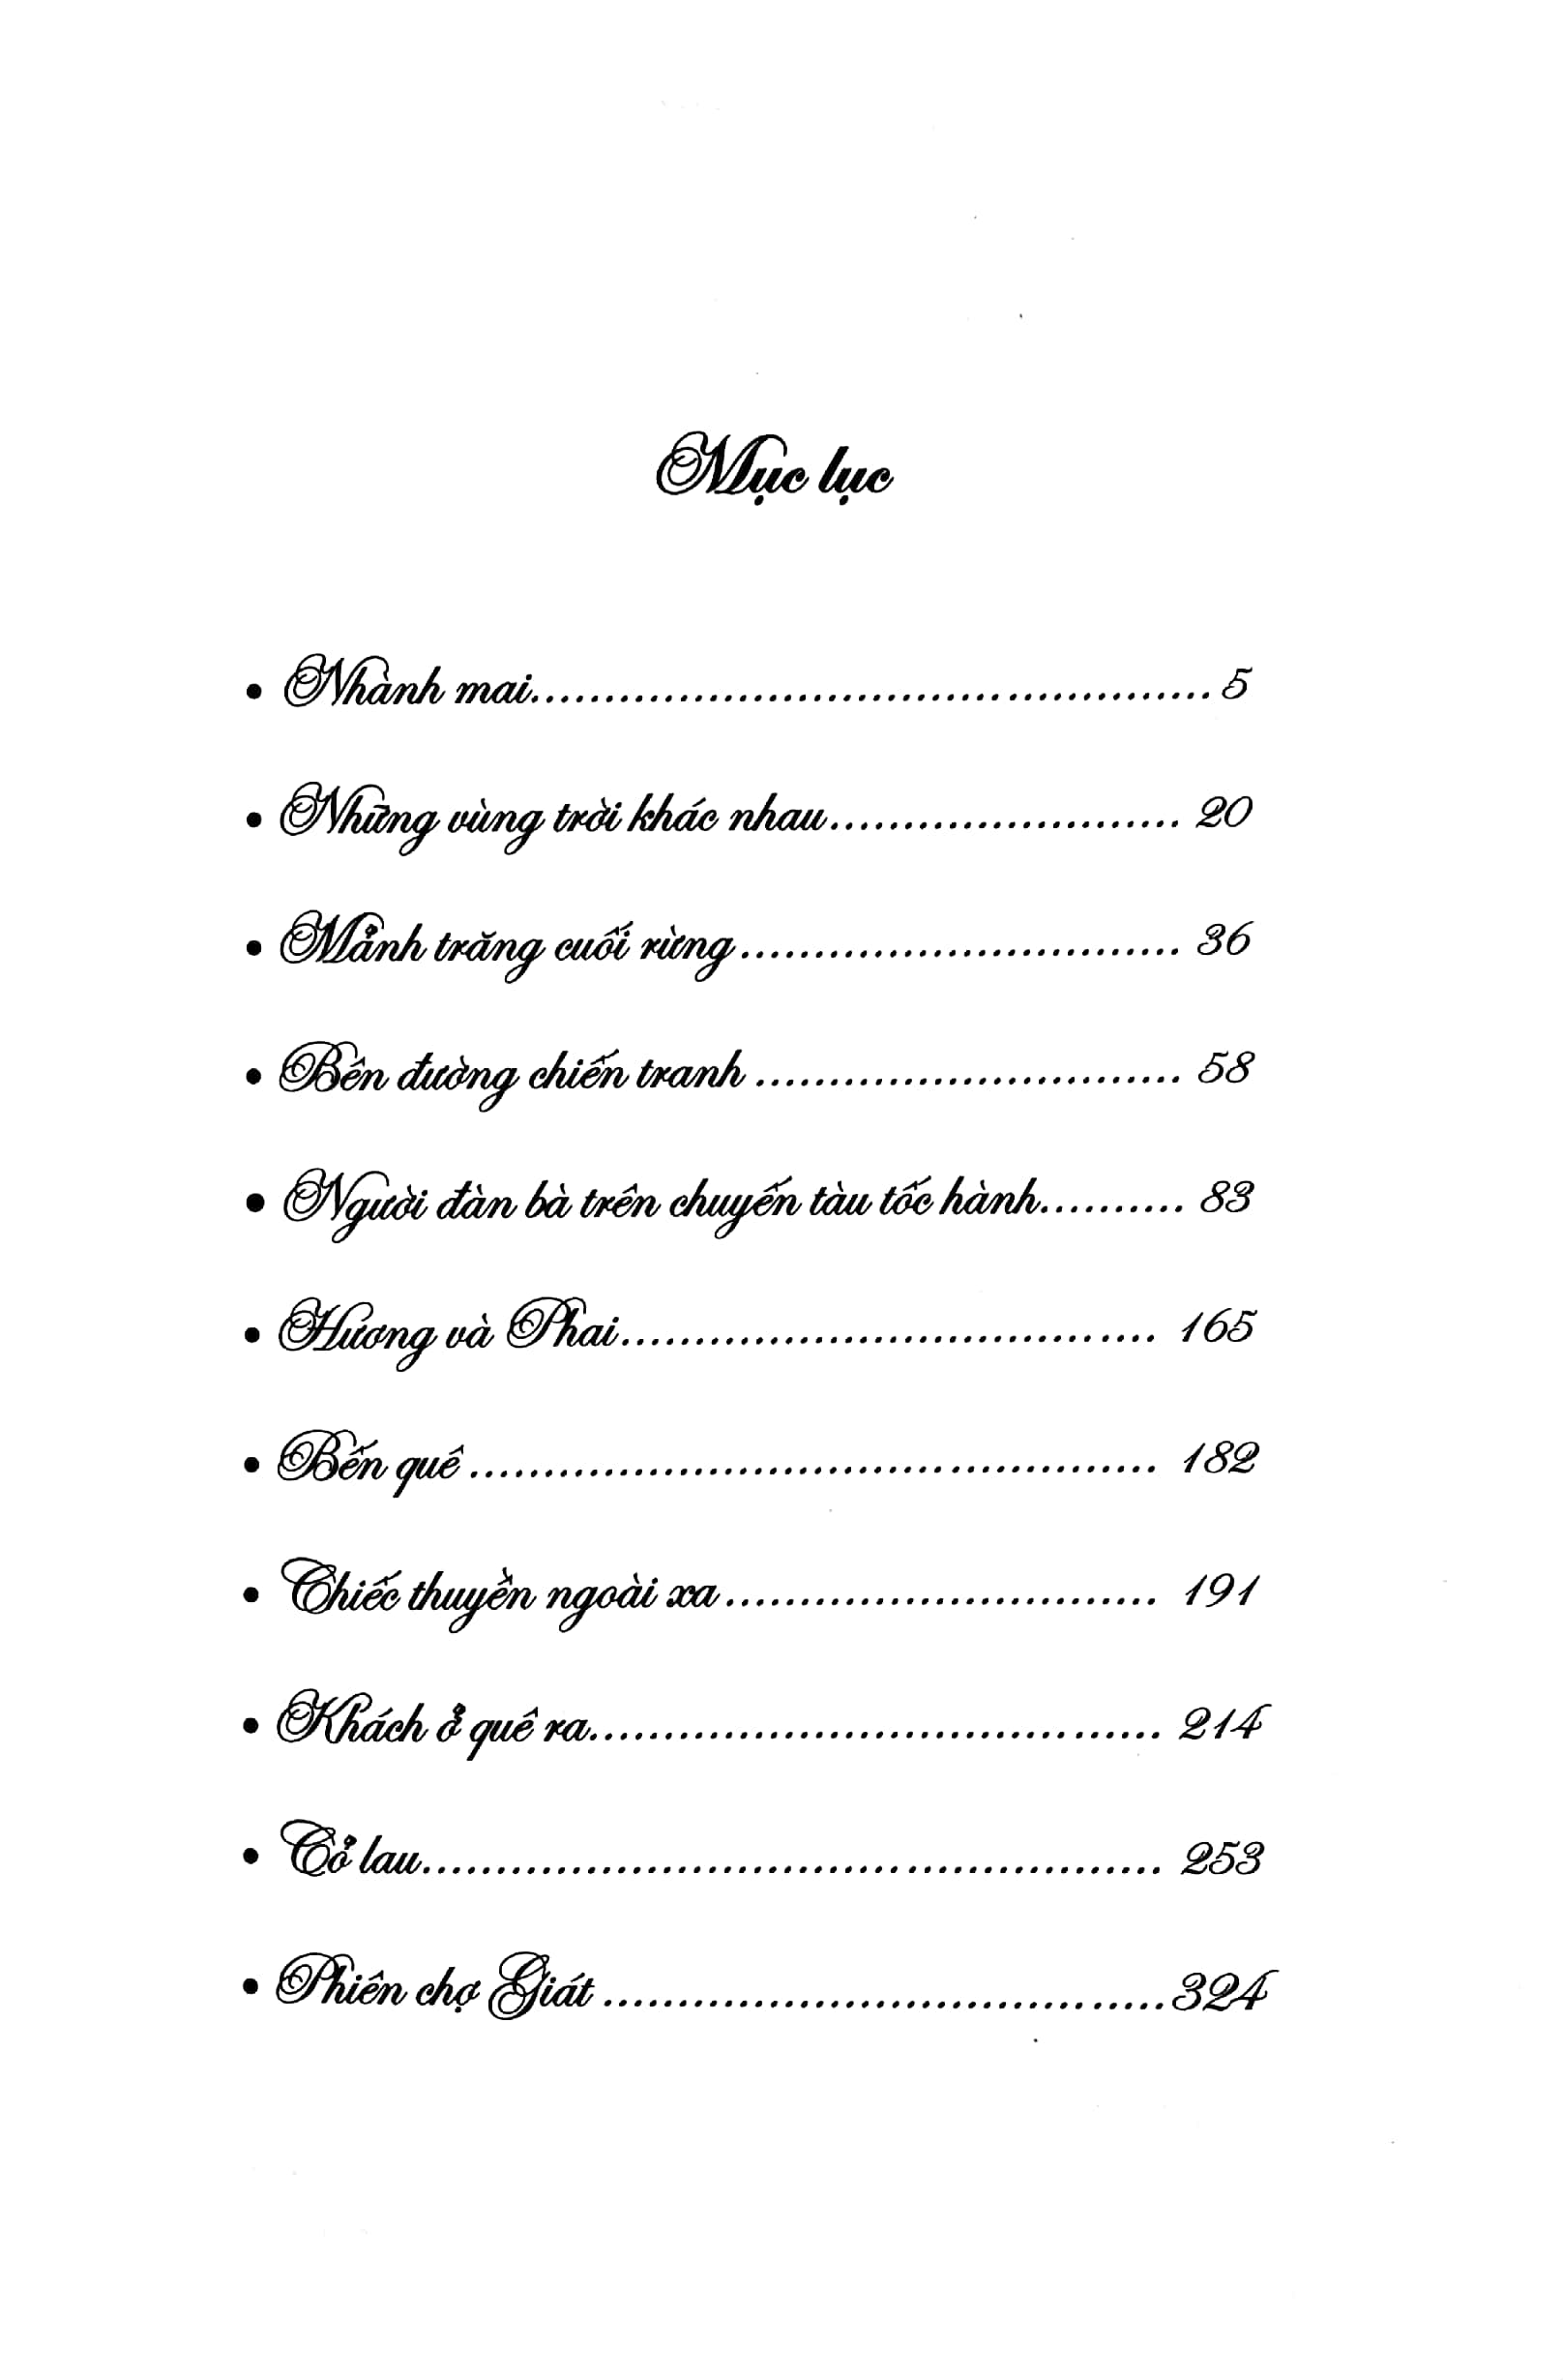 Mục lục
• Nhành mai.............................................. 5
• Những vùng trời khác nhau........................ 20
• Mảnh trăng cuối rừng.............................. 36
• Bên đường chiến tranh ............................. 58
• Người đàn bà trên chuyến tàu tốc hành.......... 83
• Hương và Phai.................................... 165
• Bến quê .............................................. 182
• Chiếc thuyền ngoài xa............................. 191
• Khách ở quê ra...................................... 214
• Cỏ lau.................................................. 253
• Phiên chợ Giát ......................................324